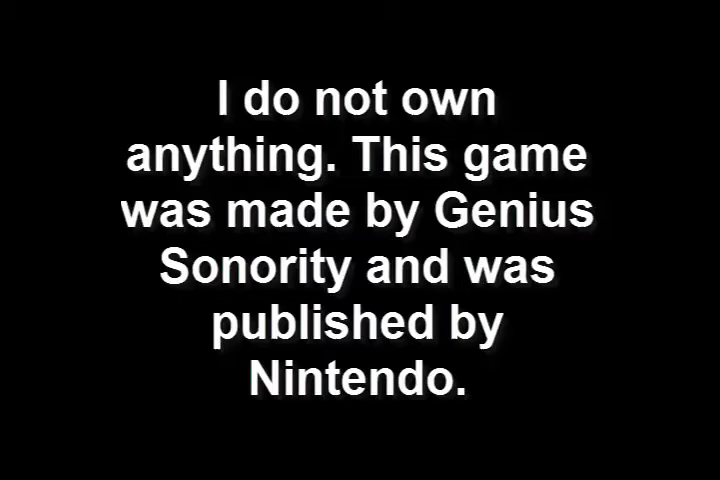 I do not own
anything. This game
was made by Genius
Sonority and was
published by
Nintendo.